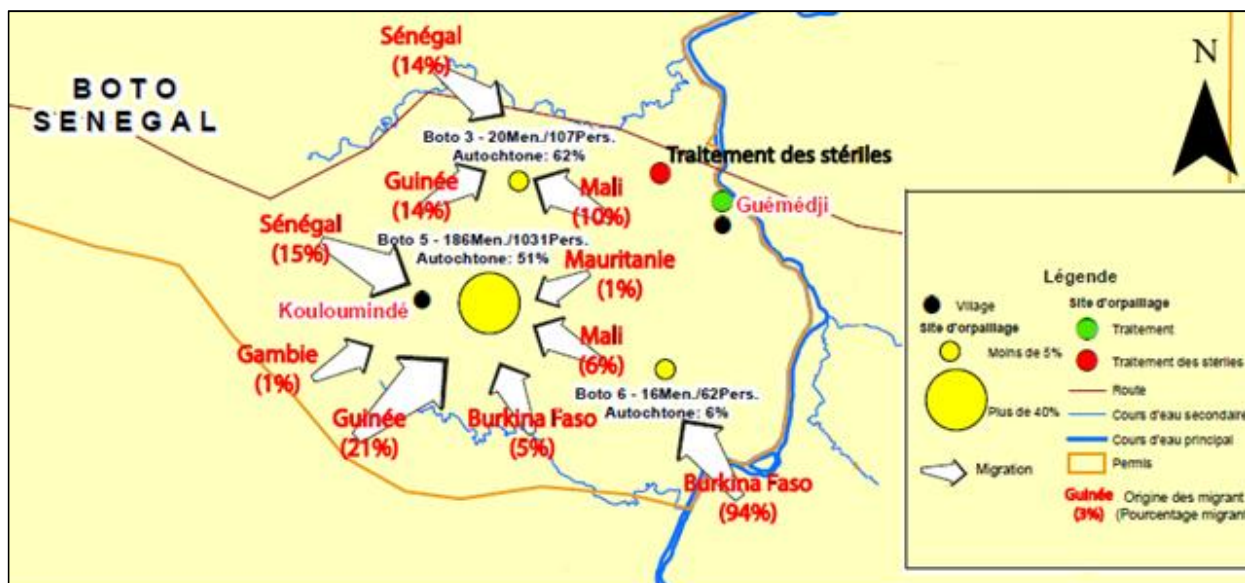 Sénégal
(14%)
N
BOTO
SENEGAL
Boto 3 - 20Men./107Pers.
Autochtone: 62%
Traitement des stériles
Guinée
(14%)
Mali
(10%)
Guémédji
Sénégal
(15%)
Boto 5 - 186Men./1031Pers.
Autochtone: 51%
Mauritanie
(1%)
Kouloumindé
Mali
(6%)
Gambie
(1%)
Boto 6 - 16Men./62Pers.
Autochtone: 6%
Guinée
(21%)
Burkina Faso
(5%)
Burkina Faso
(94%)
Légende
Village
Site d'orpaillage
Moins de 5%
Plus de 40%
Migration
Site d'orpaillage
Traitement
Traitement des stériles
Route
Cours d'eau secondaire
Cours d'eau principal
Permis
Guinée
(3%)
Origine des migrant
(Pourcentage migrant